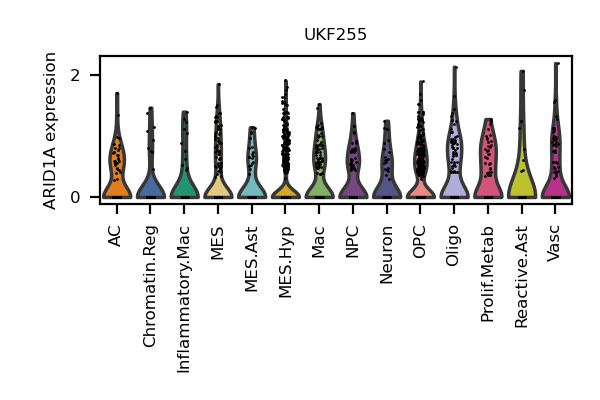 UKF255
ARID1A expression
2
0
AC
Chromatin.Reg
Inflammatory.Mac
MES
MES.Ast
MES.Hyp
Mac
NPC
Neuron
OPC
Oligo
Prolif.Metab
Reactive.Ast
Vasc